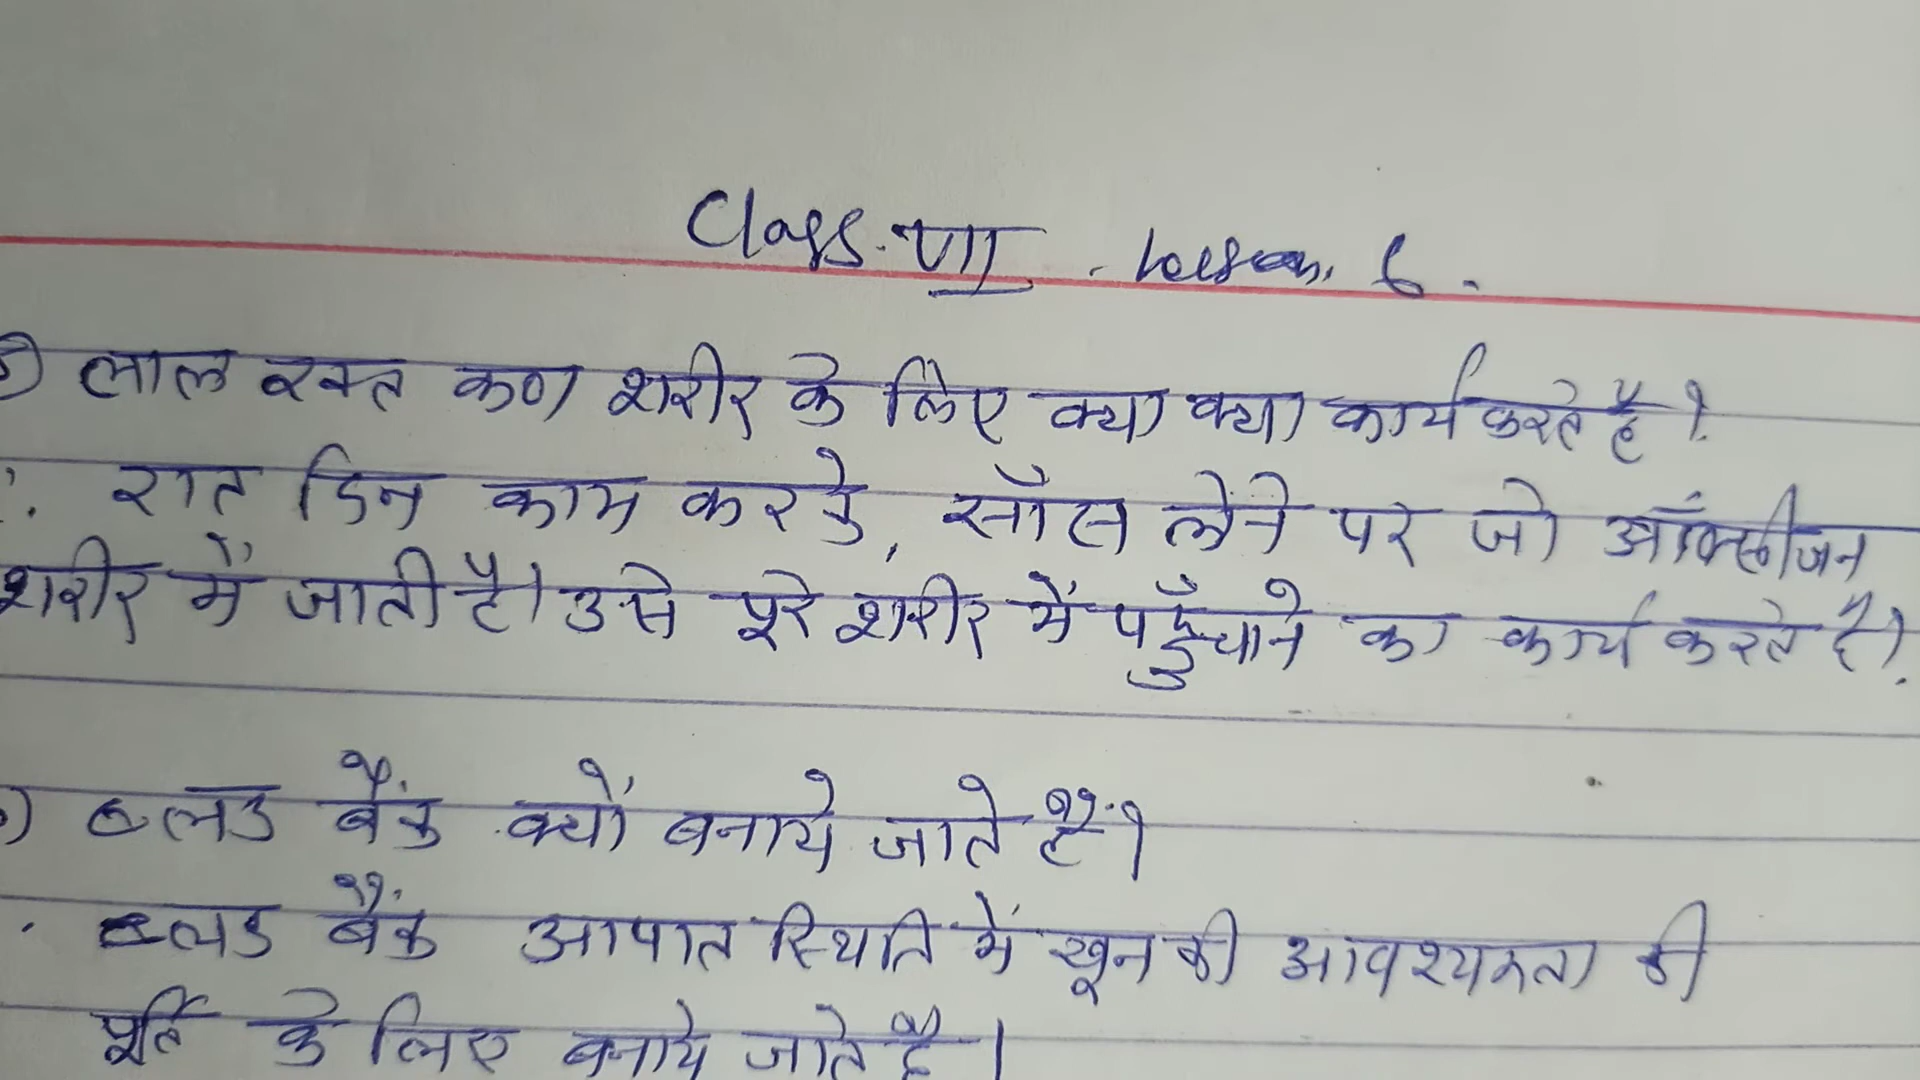 Class. VII . Lesson. 6.
) लाल रक्त कण शरीर के लिए क्या क्या कार्य करते है ?
. रात दिन काम करके, साँस लेने पर जो ऑक्सीजन
शरीर में जाती है। उसे पूरे शरीर में पहुँचाने का कार्य करते है।
) ब्लड बैंक क्यों बनाये जाते हैं ?
. ब्लड बैंक आपात स्थिति में खून की आवश्यकता की
पूर्ति के लिए बनाये जाते है ।